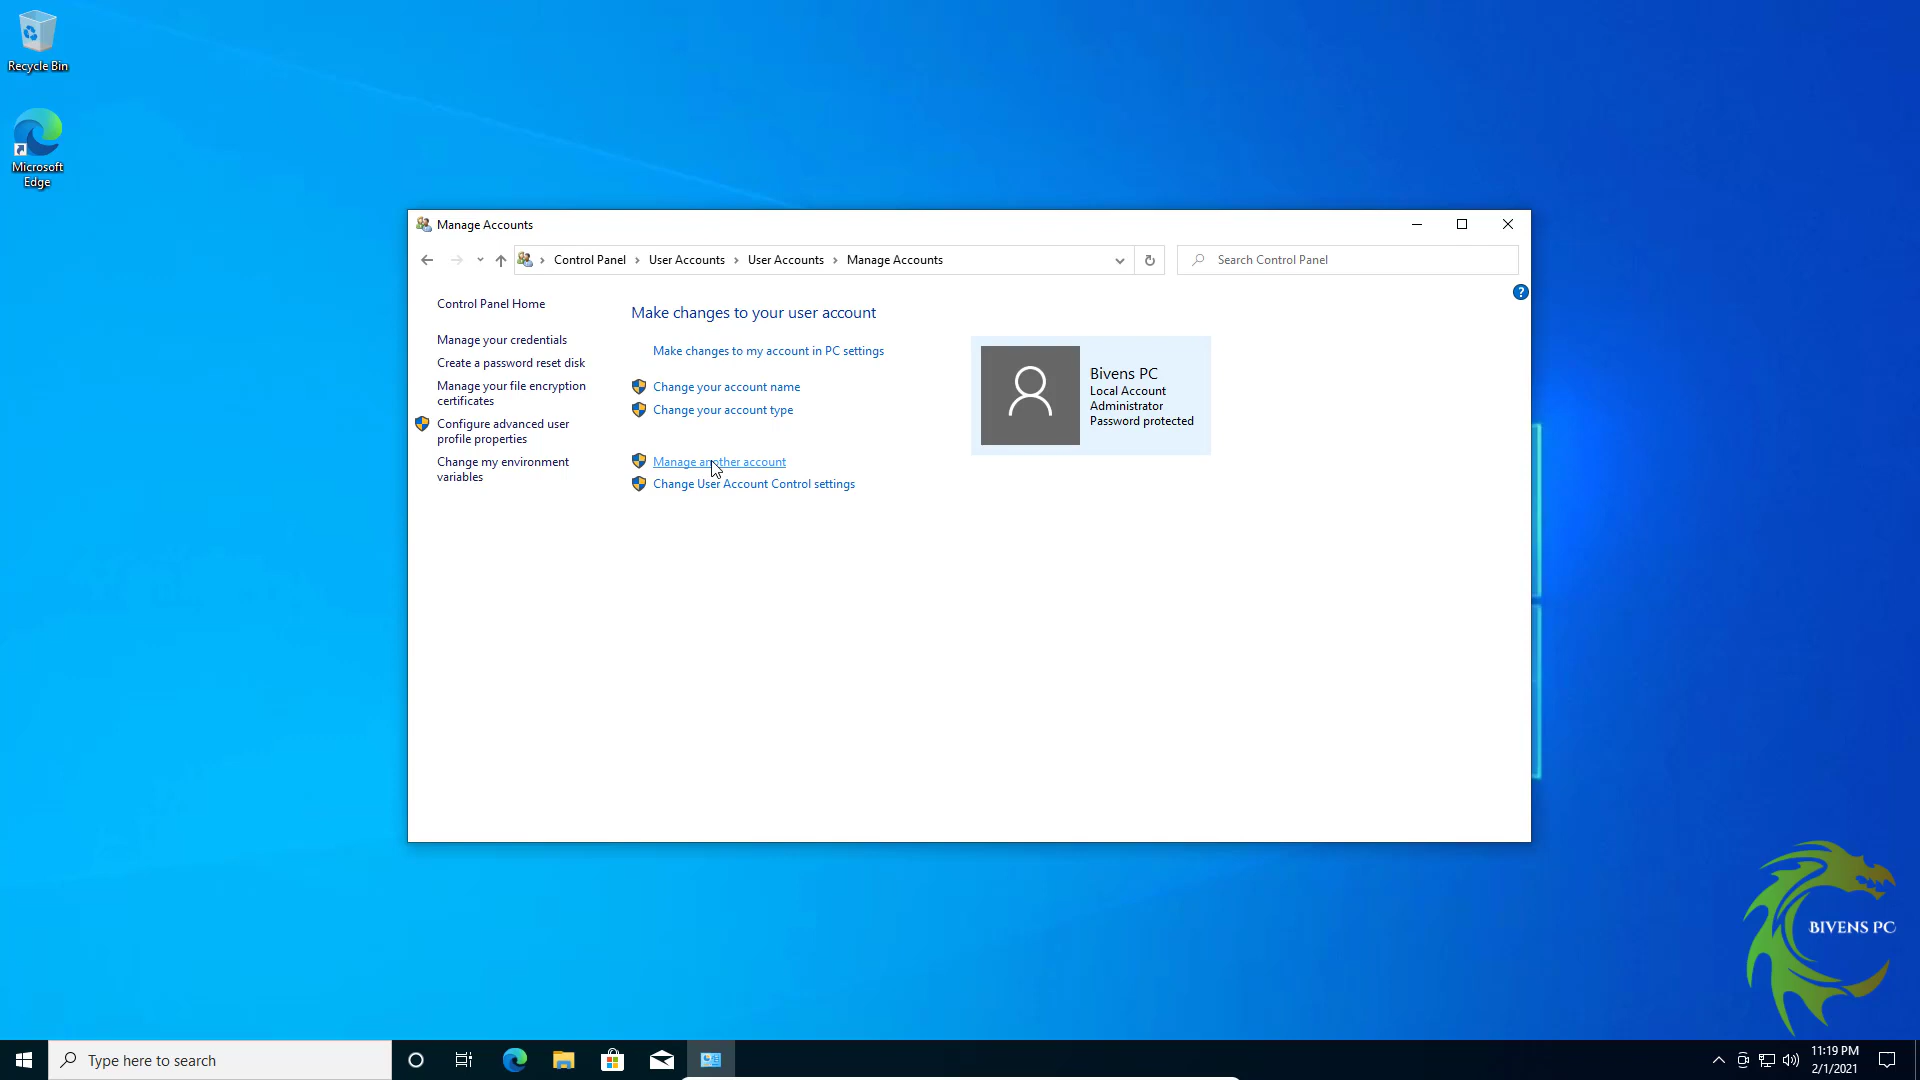 Recycle Bin
Microsoft
Edge
Manage Accounts
Control Panel > User Accounts > User Accounts > Manage Accounts
Search Control Panel
?
Control Panel Home
Manage your credentials
Create a password reset disk
Manage your file encryption
certificates
Configure advanced user
profile properties
Change my environment
variables
Make changes to your user account
Make changes to my account in PC settings
Change your account name
Change your account type
Manage another account
Change User Account Control settings
Bivens PC
Local Account
Administrator
Password protected
BIVENS PC
Type here to search
11:19 PM
2/1/2021